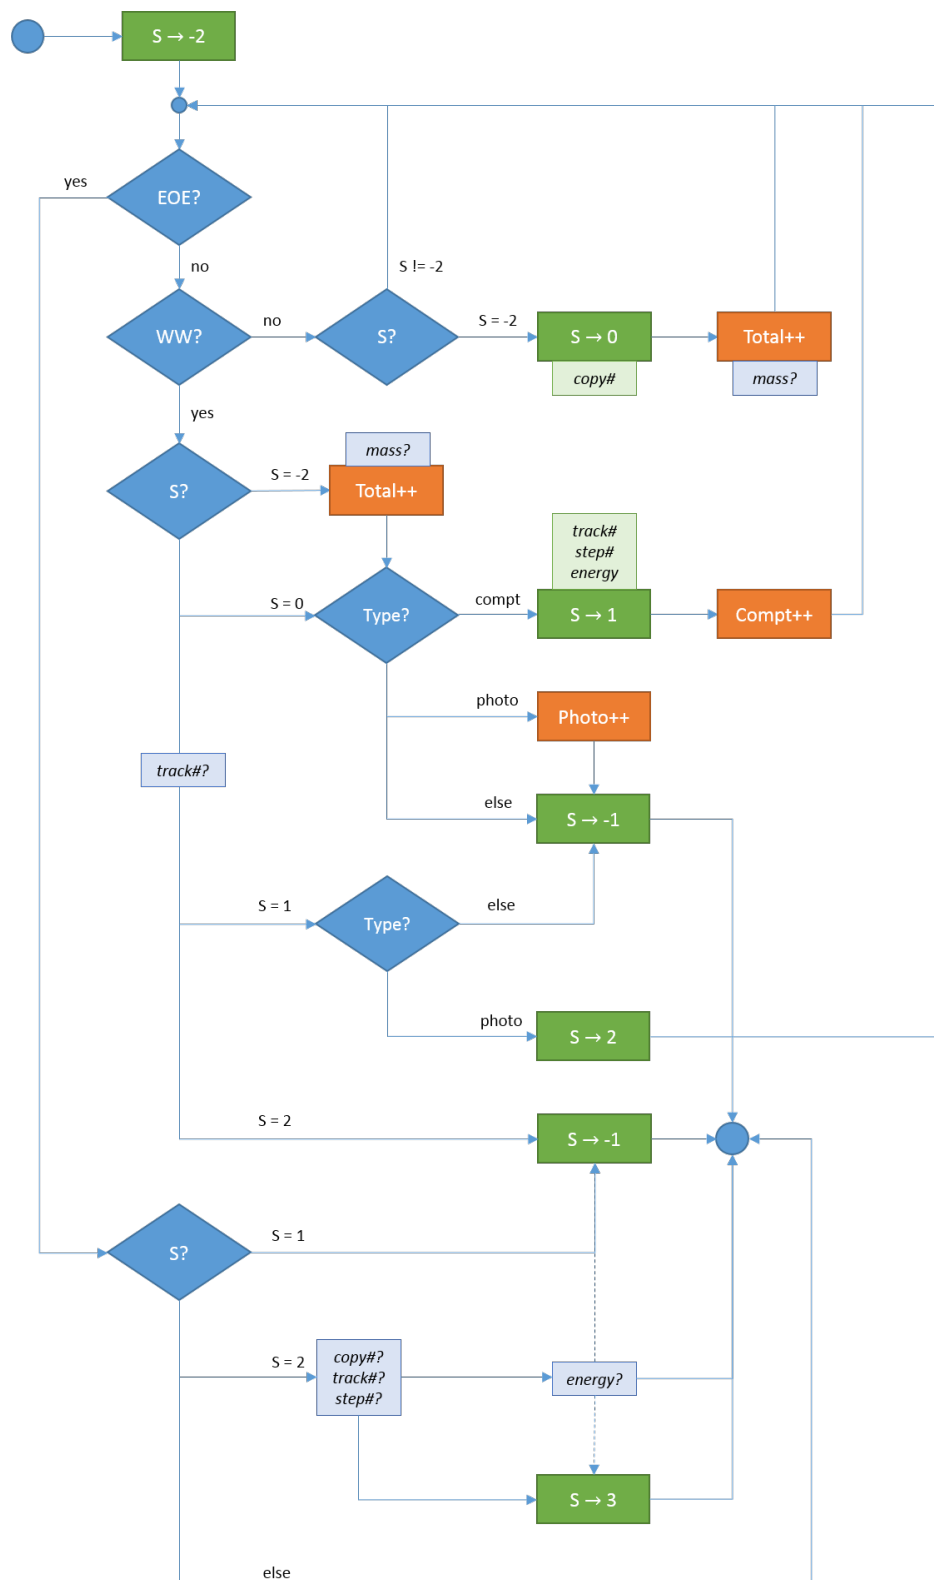 S → -2
yes
EOE?
no
S != -2
WW?
no
S?
S = -2
S → 0
copy#
Total++
mass?
yes
mass?
S?
S = -2
Total++
track#
step#
energy
S = 0
Type?
compt
S → 1
Compt++
photo
Photo++
track#?
else
S → -1
S = 1
Type?
else
photo
S → 2
S = 2
S → -1
S?
S = 1
S = 2
copy#?
track#?
step#?
energy?
S → 3
else